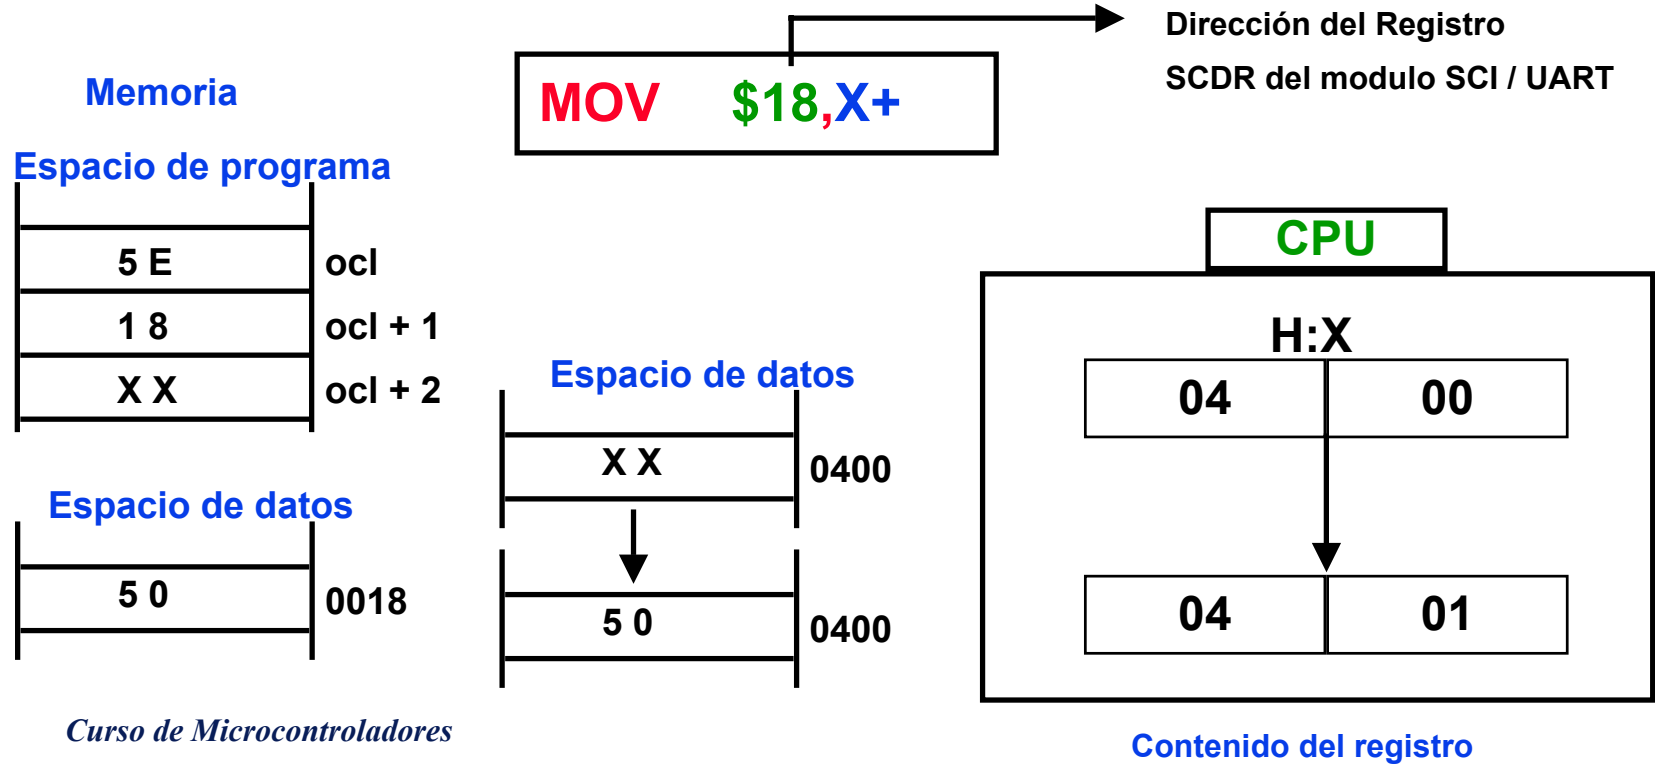 Dirección del Registro
SCDR del modulo SCI / UART
MOV $18,X+
Memoria
Espacio de programa
5 E ocl
1 8 ocl + 1
X X ocl + 2
Espacio de datos
5 0 0018
Espacio de datos
X X 0400
5 0 0400
CPU
H:X
04 00
04 01
Contenido del registro
Curso de Microcontroladores